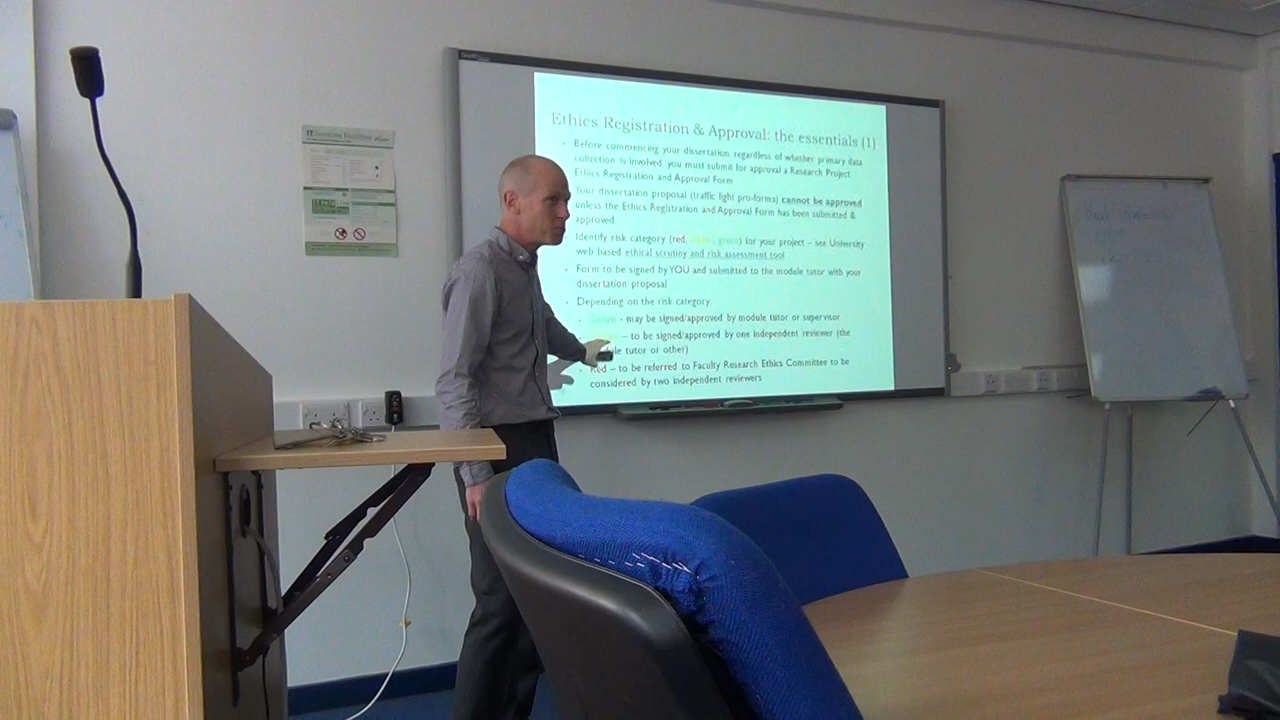 Ethics Registration & Approval: the essentials (1)
Before commencing your dissertation, regardless of whether primary data
collection is involved, you must submit for approval a Research Project
Ethics Registration and Approval Form
Your dissertation proposal (traffic light pro-forma) cannot be approved
unless the Ethics Registration and Approval Form has been submitted &
approved
Identify risk category (red, amber, green) for your project – see University
web based ethical scrutiny and risk assessment tool
Form to be signed by YOU and submitted to the module tutor with your
dissertation proposal
Depending on the risk category:
Green - may be signed/approved by module tutor or supervisor
– to be signed/approved by one independent reviewer (the
tutor or other)
Red – to be referred to Faculty Research Ethics Committee to be
considered by two independent reviewers